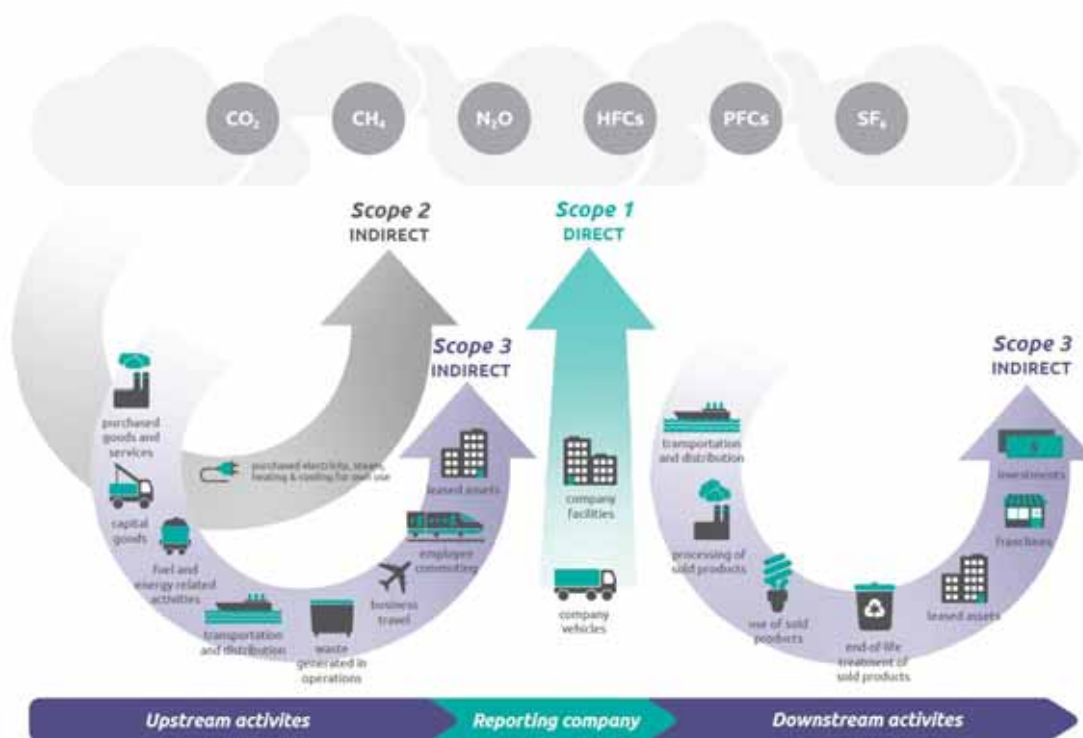 CO₂
CH₄
N₂O
HFCs
PFCs
SF₆
Scope 2
INDIRECT
Scope 1
DIRECT
Scope 3
INDIRECT
Scope 3
INDIRECT
purchased
goods and
services
capital
goods
fuel and
energy related
activities
purchased electricity, steam,
heating & cooling for own use
transportation
and distribution
waste
generated in
operations
business
travel
employee
commuting
leased assets
company
facilities
company
vehicles
transportation
and distribution
processing of
sold products
use of sold
products
end-of-life
treatment of
sold products
leased assets
franchises
investments
$
Upstream activites
Reporting company
Downstream activites